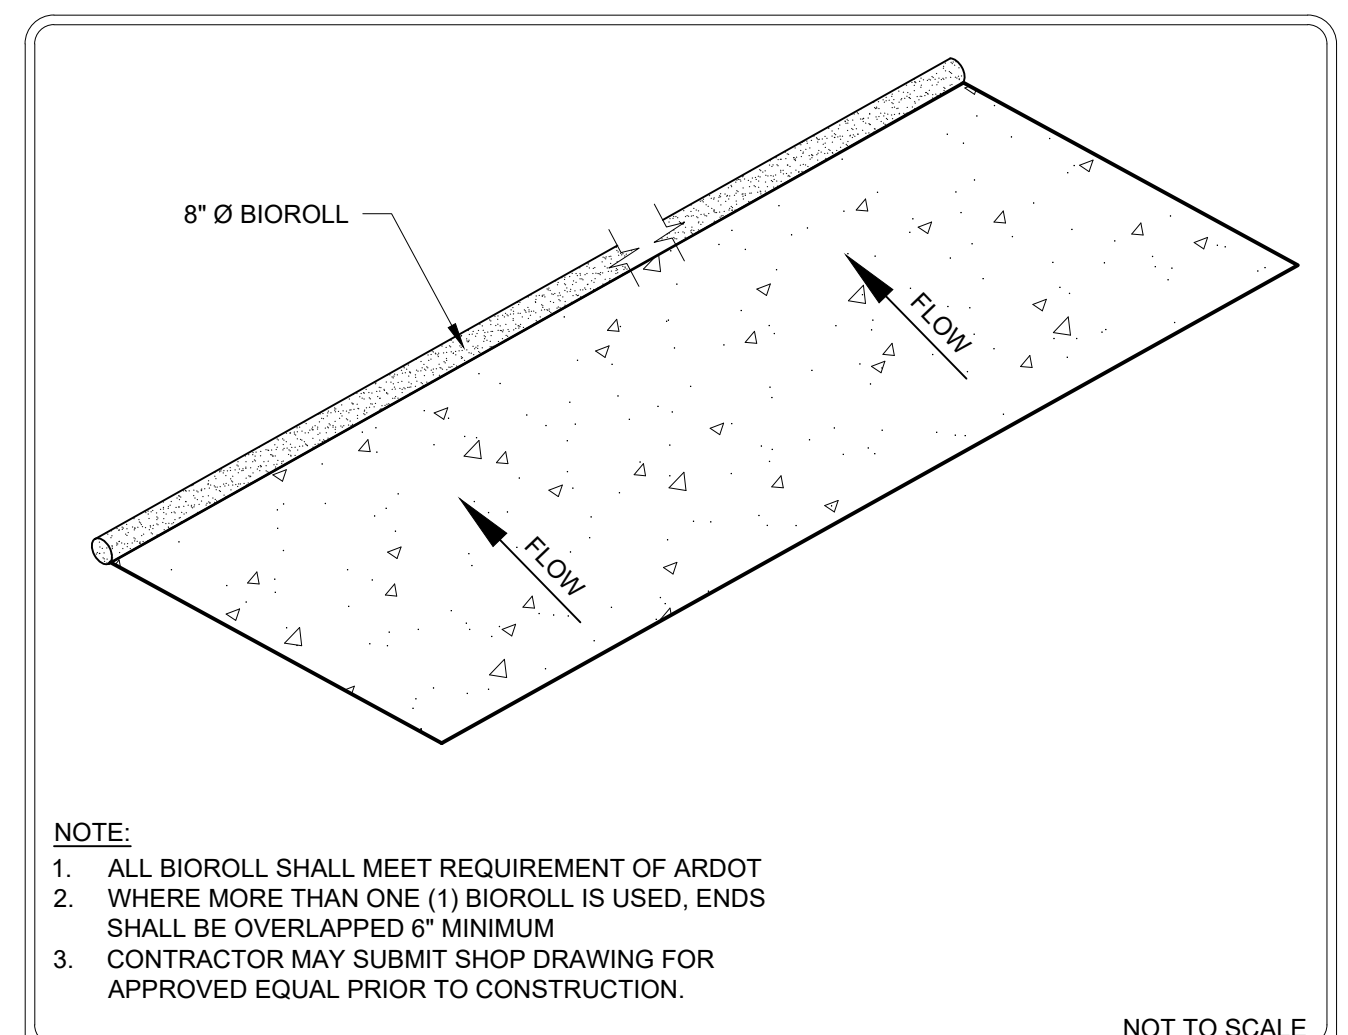 8" Ø BIOROLL
FLOW
FLOW
NOTE:
1. ALL BIOROLL SHALL MEET REQUIREMENT OF ARDOT
2. WHERE MORE THAN ONE (1) BIOROLL IS USED, ENDS
SHALL BE OVERLAPPED 6" MINIMUM
3. CONTRACTOR MAY SUBMIT SHOP DRAWING FOR
APPROVED EQUAL PRIOR TO CONSTRUCTION.
NOT TO SCALE